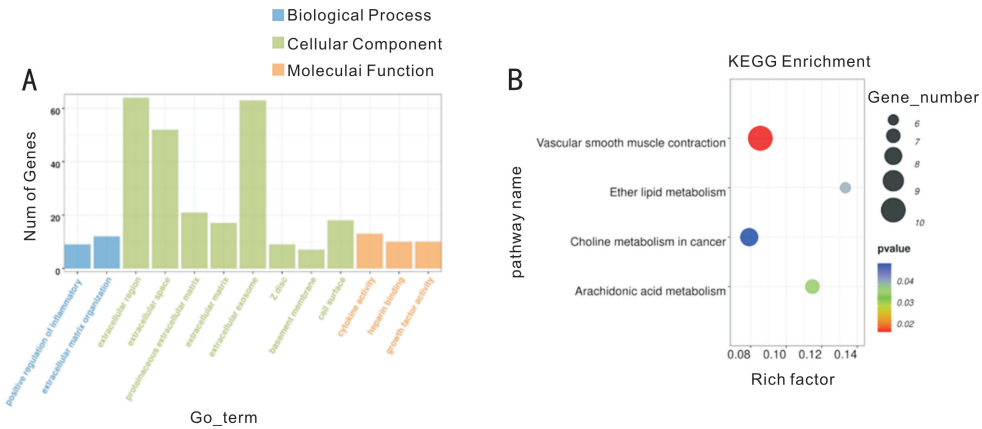 Biological Process
Cellular Component
Moleculai Function
A
60
40
20
0
Num of Genes
positive regulation of inflammatory
extracellular matrix organization
extracellular region
extracellular space
proteinaceous extracellular matrix
extracellular matrix
extracellular exosome
Z disc
basement membrane
cell surface
cytokine activity
heparin binding
growth factor activity
Go_term
B
KEGG Enrichment
pathway name
Vascular smooth muscle contraction
Ether lipid metabolism
Choline metabolism in cancer
Arachidonic acid metabolism
0.08 0.10 0.12 0.14
Rich factor
Gene_number
6
7
8
9
10
pvalue
0.04
0.03
0.02